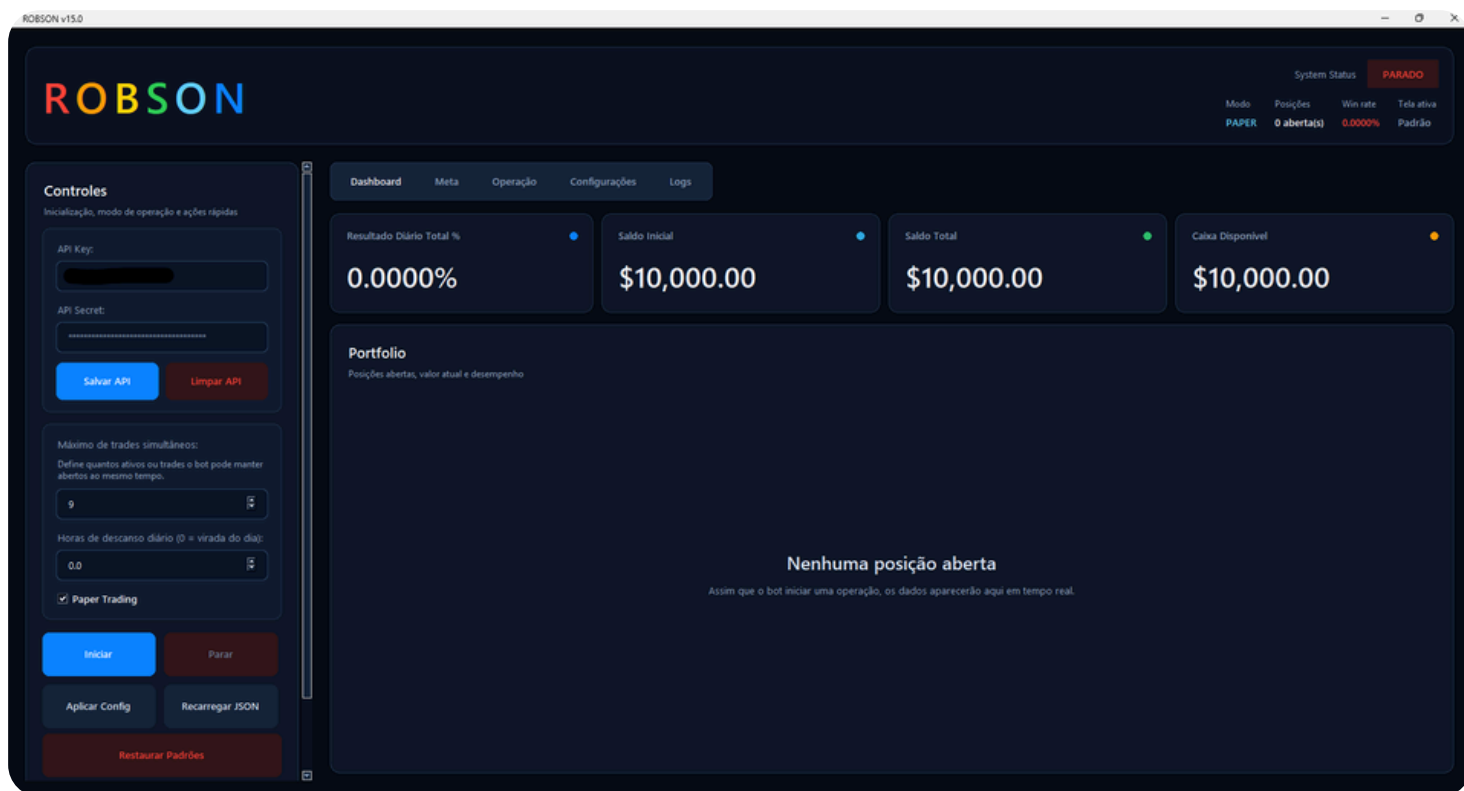 ROBSON v15.0
ROBSON
System Status PARADO
Modo Posições Win rate Tela ativa
PAPER 0 aberta(s) 0.0000% Padrão
Controles
Inicialização, modo de operação e ações rápidas
API Key:
API Secret:
Salvar API Limpar API
Máximo de trades simultâneos:
Define quantos ativos ou trades o bot pode manter
abertos ao mesmo tempo.
9
Horas de descanso diário (0 = virada do dia):
0.0
Paper Trading
Iniciar Parar
Aplicar Config Recarregar JSON
Restaurar Padrões
Dashboard Meta Operação Configurações Logs
Resultado Diário Total %
0.0000%
Saldo Inicial
$10,000.00
Saldo Total
$10,000.00
Caixa Disponível
$10,000.00
Portfolio
Posições abertas, valor atual e desempenho
Nenhuma posição aberta
Assim que o bot iniciar uma operação, os dados aparecerão aqui em tempo real.